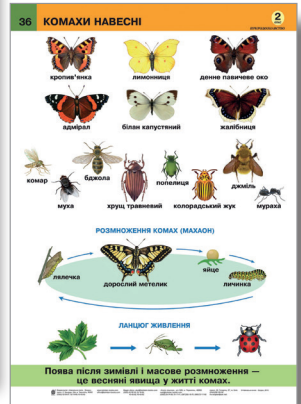 36 КОМАХИ НАВЕСНІ
2
кропив'янка лимонниця денне павичеве око
адмірал білан капустяний жалібниця
комар муха бджола хрущ травневий попелиця колорадський жук джміль мураха
РОЗМНОЖЕННЯ КОМАХ (МАХАОН)
лялечка дорослий метелик яйце личинка
ЛАНЦЮГ ЖИВЛЕННЯ
Поява після зимівлі і масове розмноження —
це весняні явища у житті комах.